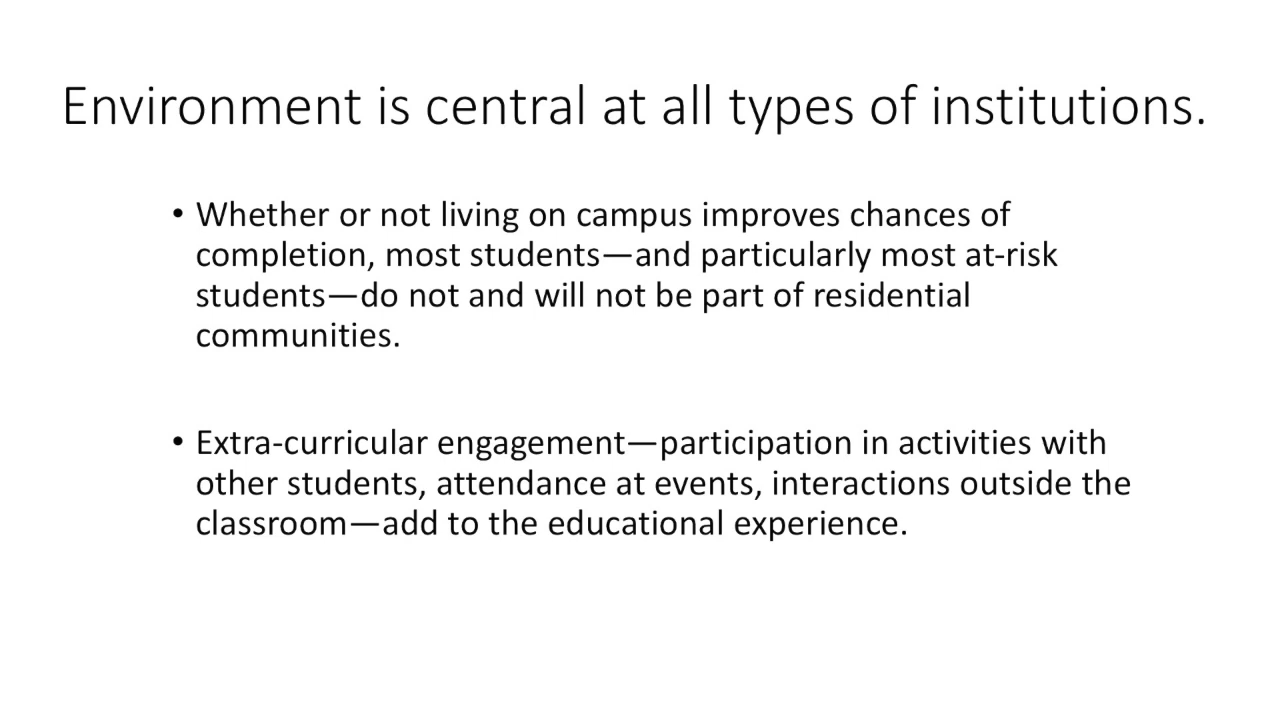 Environment is central at all types of institutions.
• Whether or not living on campus improves chances of
completion, most students—and particularly most at-risk
students—do not and will not be part of residential
communities.
• Extra-curricular engagement—participation in activities with
other students, attendance at events, interactions outside the
classroom—add to the educational experience.